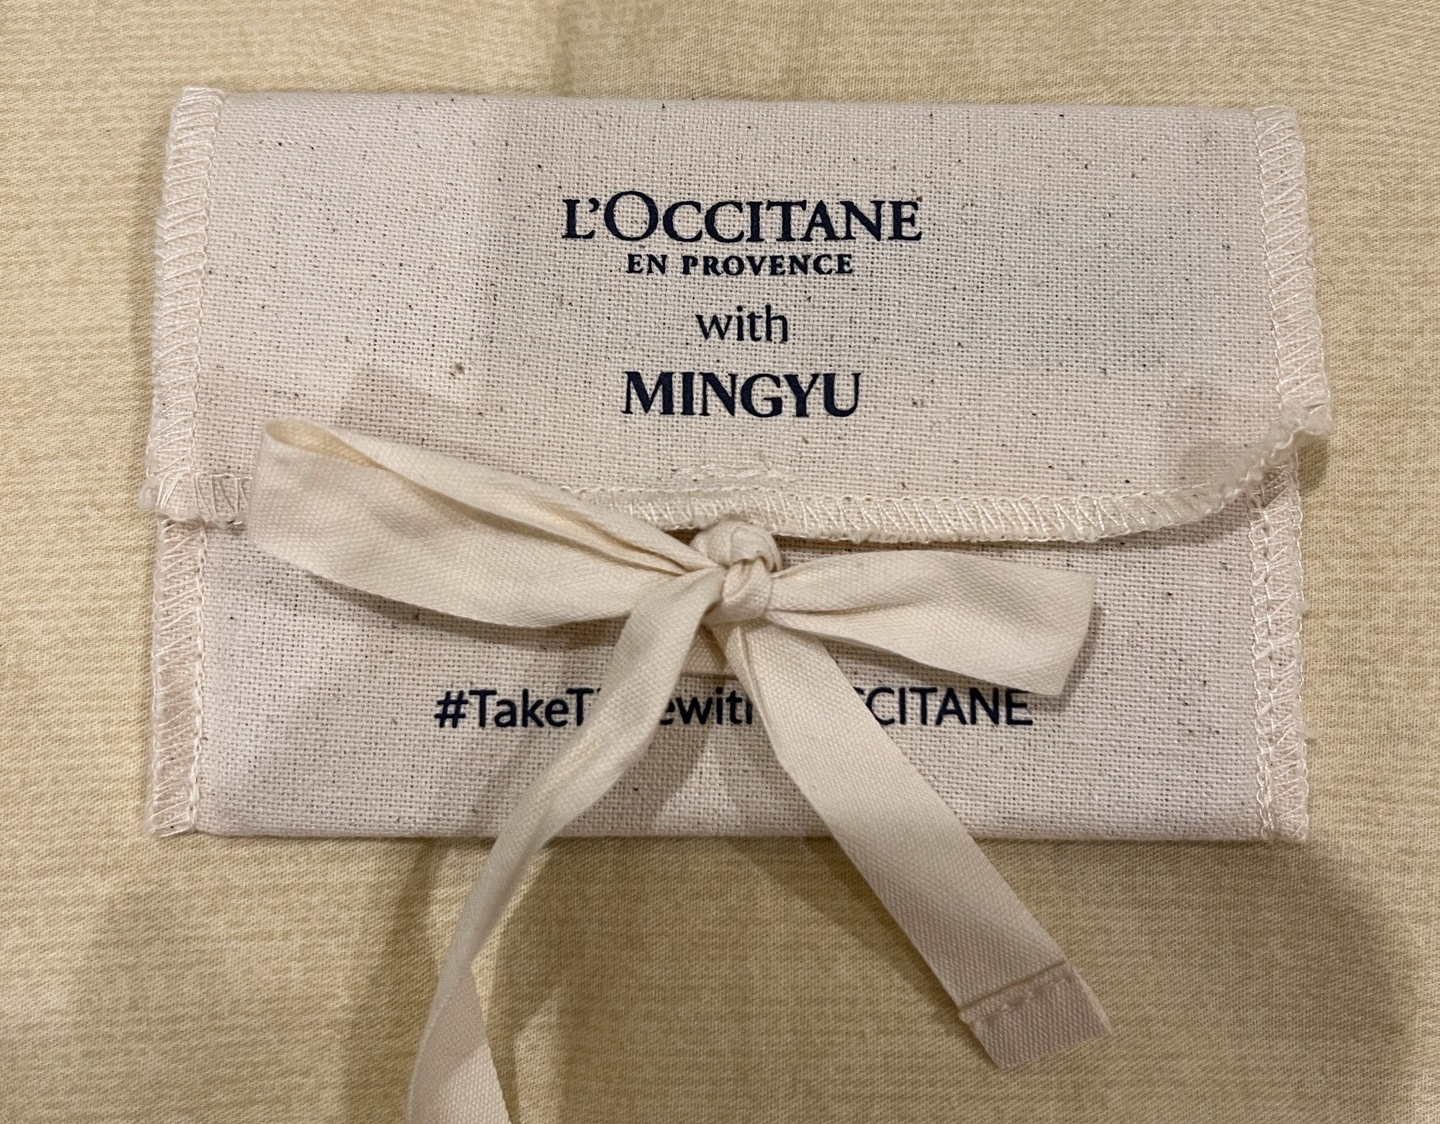 L'OCCITANE
EN PROVENCE
with
MINGYU